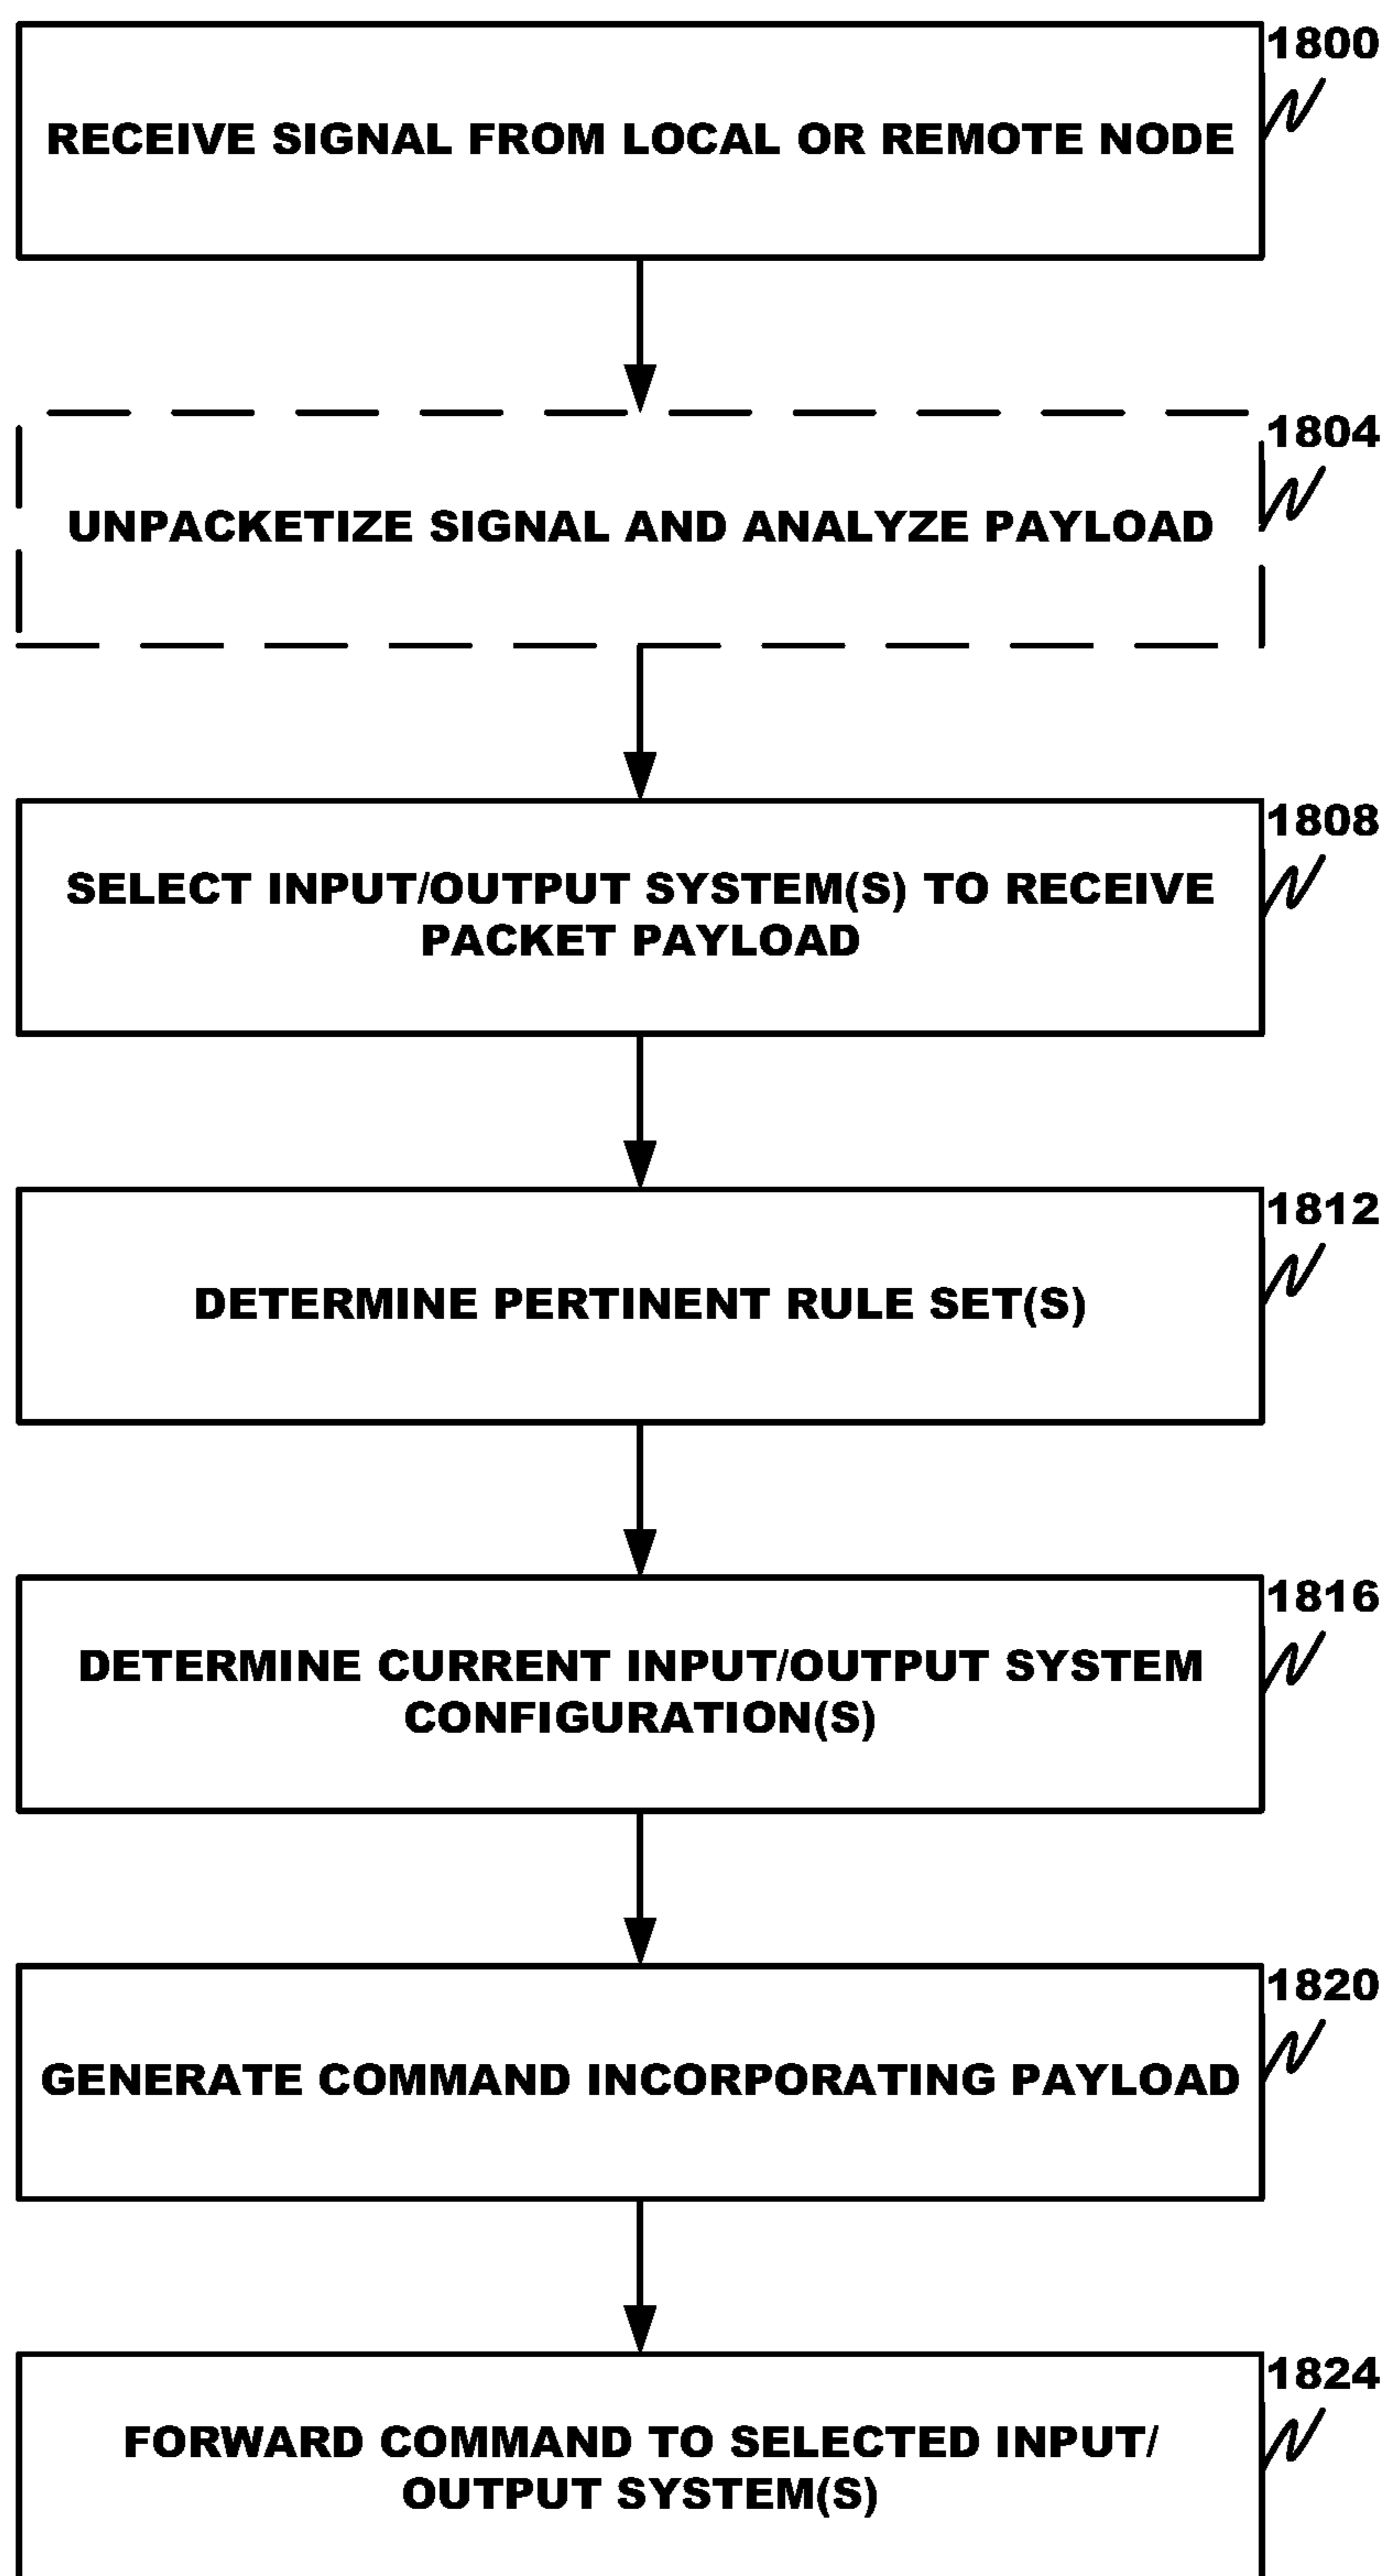 1800
RECEIVE SIGNAL FROM LOCAL OR REMOTE NODE
1804
UNPACKETIZE SIGNAL AND ANALYZE PAYLOAD
1808
SELECT INPUT/OUTPUT SYSTEM(S) TO RECEIVE
PACKET PAYLOAD
1812
DETERMINE PERTINENT RULE SET(S)
1816
DETERMINE CURRENT INPUT/OUTPUT SYSTEM
CONFIGURATION(S)
1820
GENERATE COMMAND INCORPORATING PAYLOAD
1824
FORWARD COMMAND TO SELECTED INPUT/
OUTPUT SYSTEM(S)